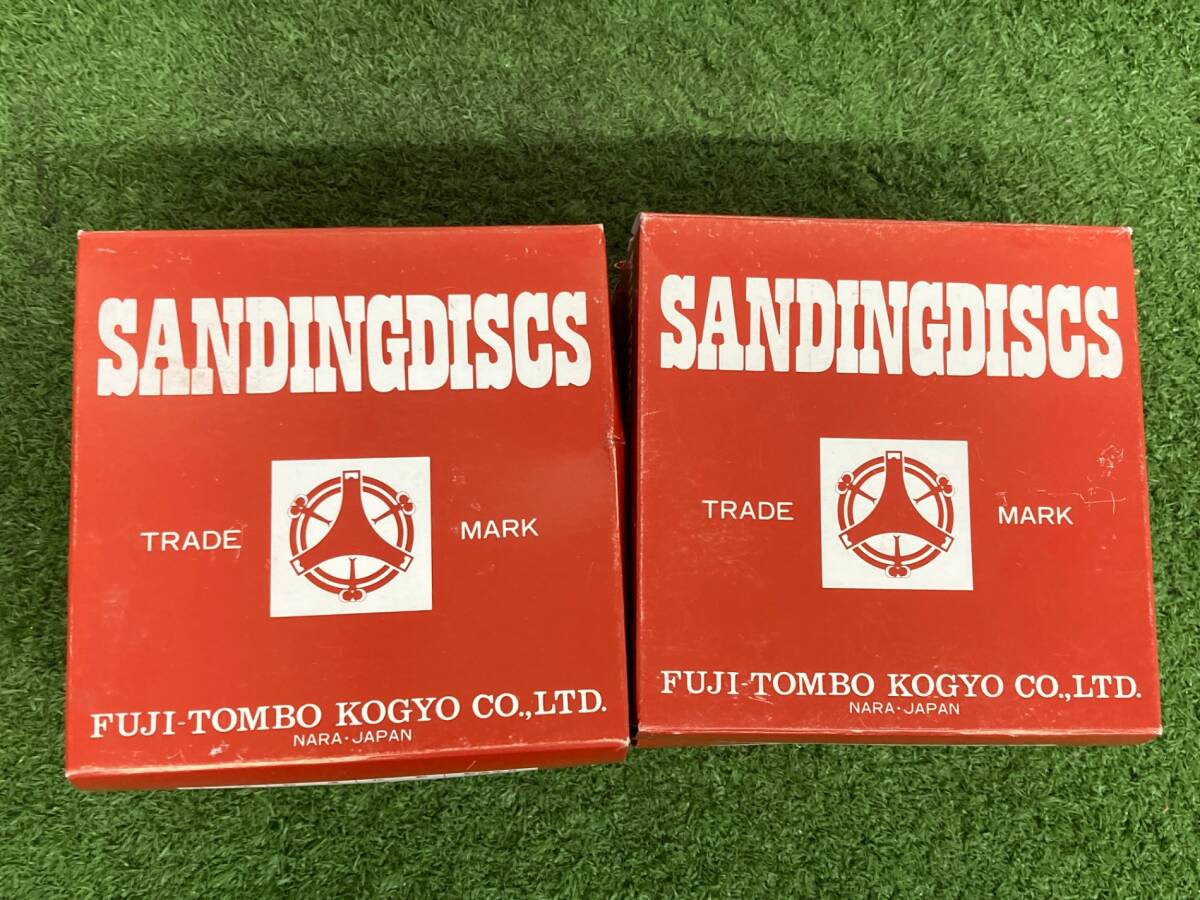 SANDINGDISCS
TRADE MARK
FUJI-TOMBO KOGYO CO.,LTD.
NARA·JAPAN
SANDINGDISCS
TRADE MARK
FUJI-TOMBO KOGYO CO.,LTD.
NARA·JAPAN